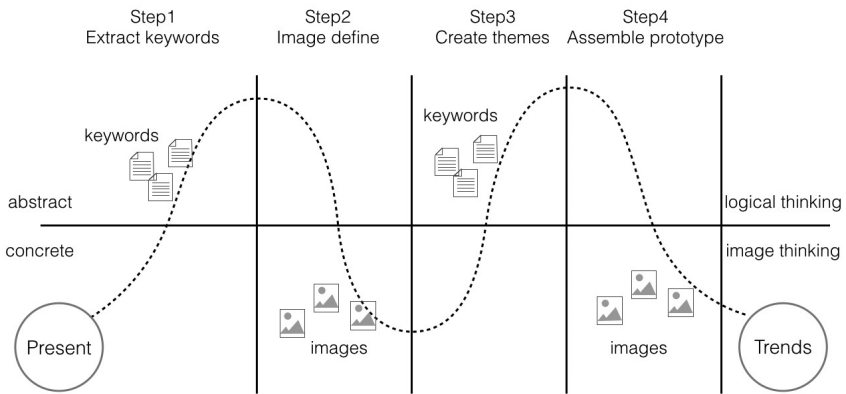 Step1
Extract keywords
Step2
Image define
Step3
Create themes
Step4
Assemble prototype
keywords
keywords
abstract
logical thinking
concrete
image thinking
Present
images
images
Trends